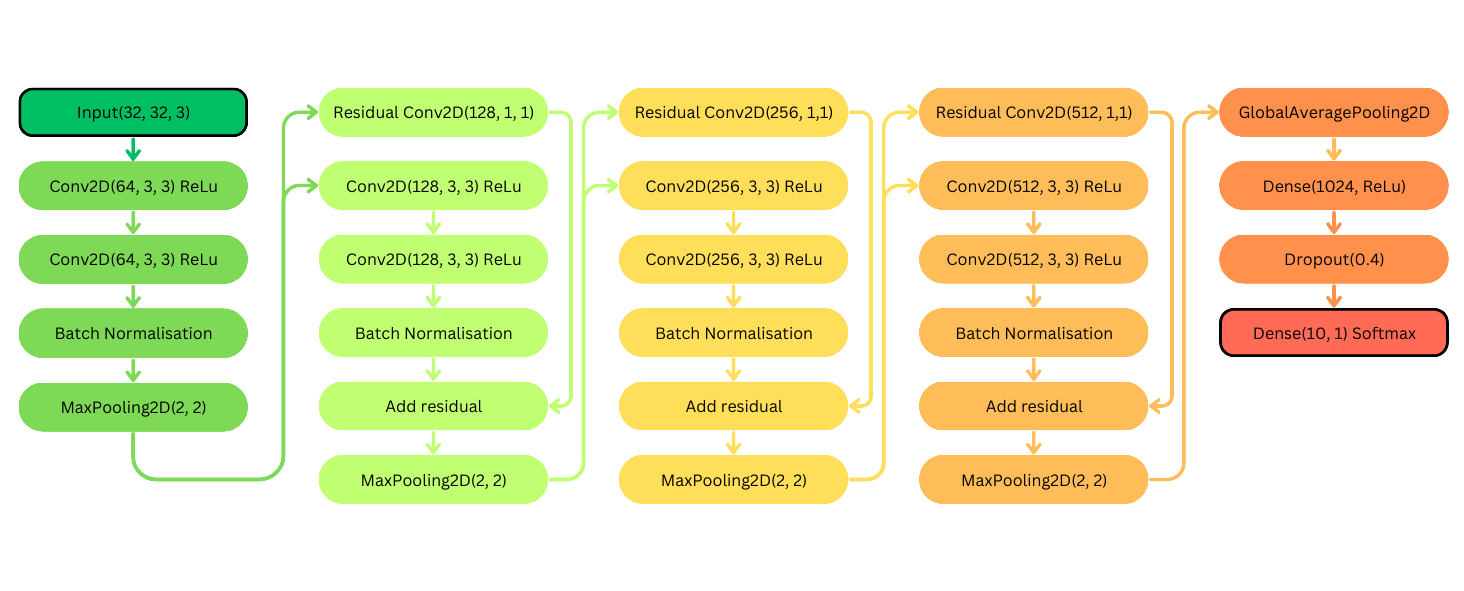 Input(32, 32, 3)
Conv2D(64, 3, 3) ReLu
Conv2D(64, 3, 3) ReLu
Batch Normalisation
MaxPooling2D(2, 2)
Residual Conv2D(128, 1, 1)
Conv2D(128, 3, 3) ReLu
Conv2D(128, 3, 3) ReLu
Batch Normalisation
Add residual
MaxPooling2D(2, 2)
Residual Conv2D(256, 1,1)
Conv2D(256, 3, 3) ReLu
Conv2D(256, 3, 3) ReLu
Batch Normalisation
Add residual
MaxPooling2D(2, 2)
Residual Conv2D(512, 1,1)
Conv2D(512, 3, 3) ReLu
Conv2D(512, 3, 3) ReLu
Batch Normalisation
Add residual
MaxPooling2D(2, 2)
GlobalAveragePooling2D
Dense(1024, ReLu)
Dropout(0.4)
Dense(10, 1) Softmax